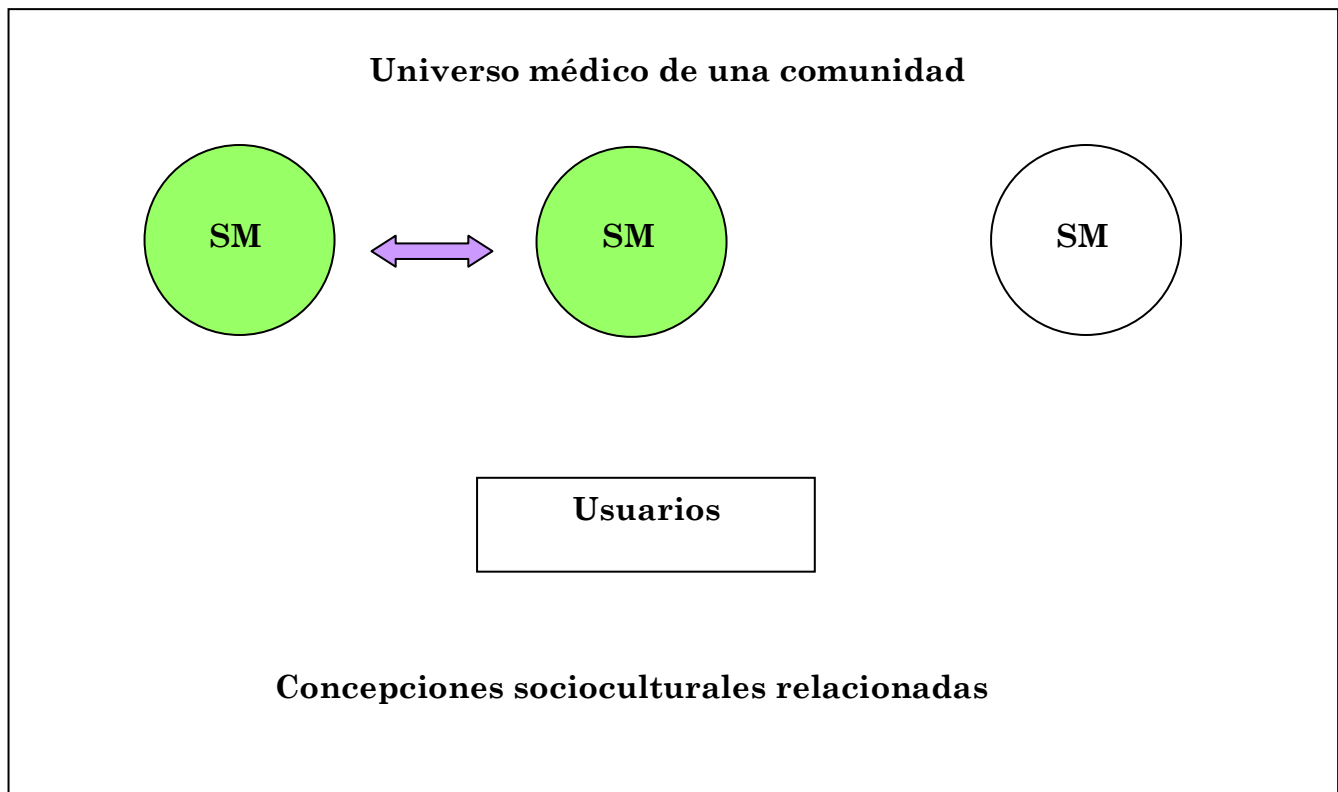 Universo médico de una comunidad
SM
SM
SM
Usuarios
Concepciones socioculturales relacionadas